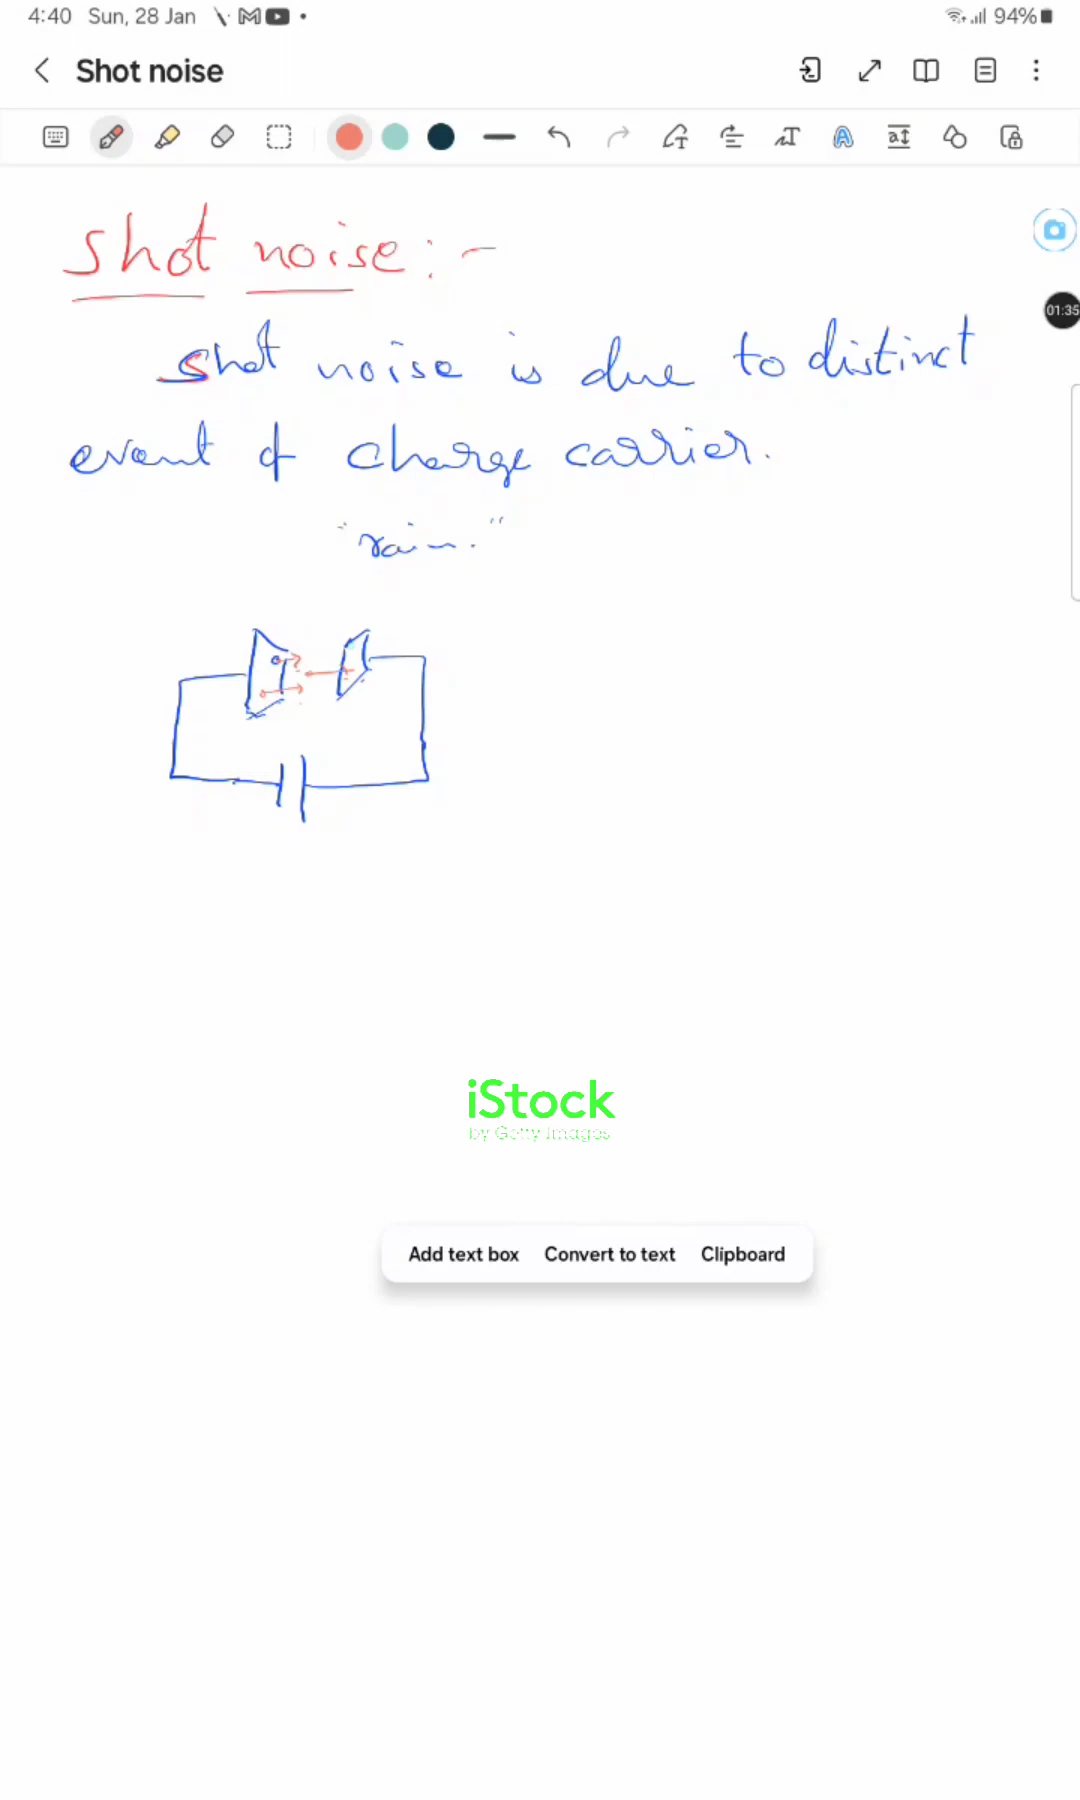 4:40 Sun, 28 Jan
94%
Shot noise
Shot noise :-
01:35
Shot noise is due to distinct
event of charge carrier.
"rain."
iStock
by Getty Images
Add text box Convert to text Clipboard